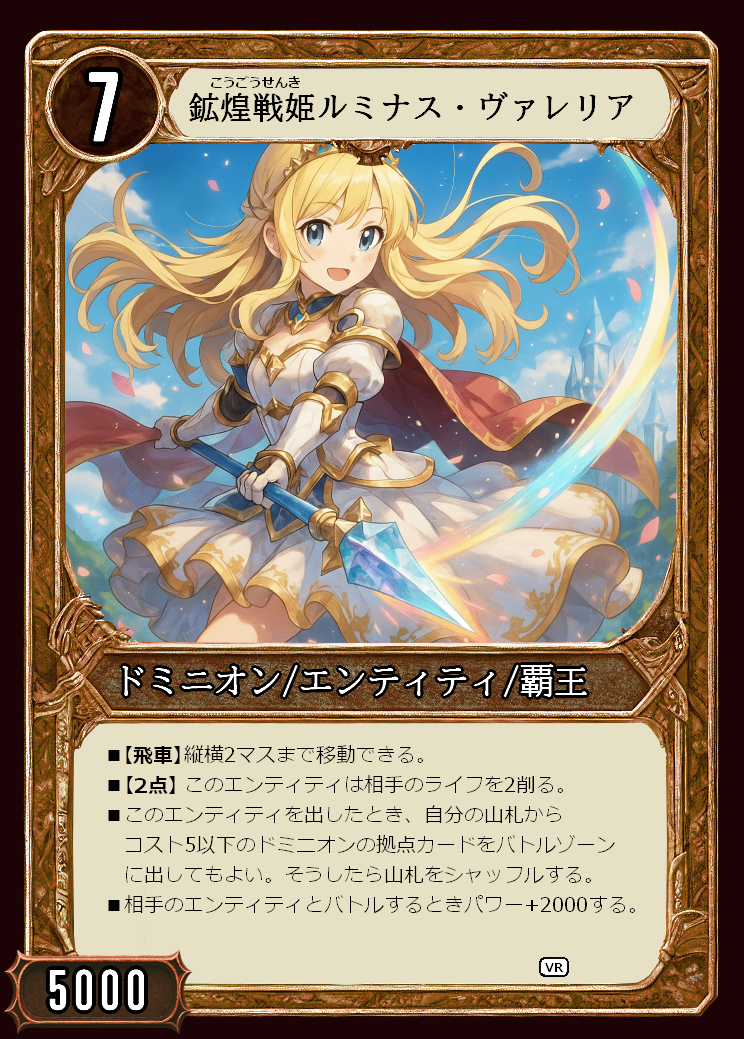 7
こうごうせんき
鉱煌戦姫ルミナス・ヴァレリア
ドミニオン/エンティティ/覇王
■【飛車】縦横2マスまで移動できる。
■【2点】このエンティティは相手のライフを2削る。
■このエンティティを出したとき、自分の山札から
コスト5以下のドミニオンの拠点カードをバトルゾーン
に出してもよい。そうしたら山札をシャッフルする。
■相手のエンティティとバトルするときパワー+2000する。
VR
5000